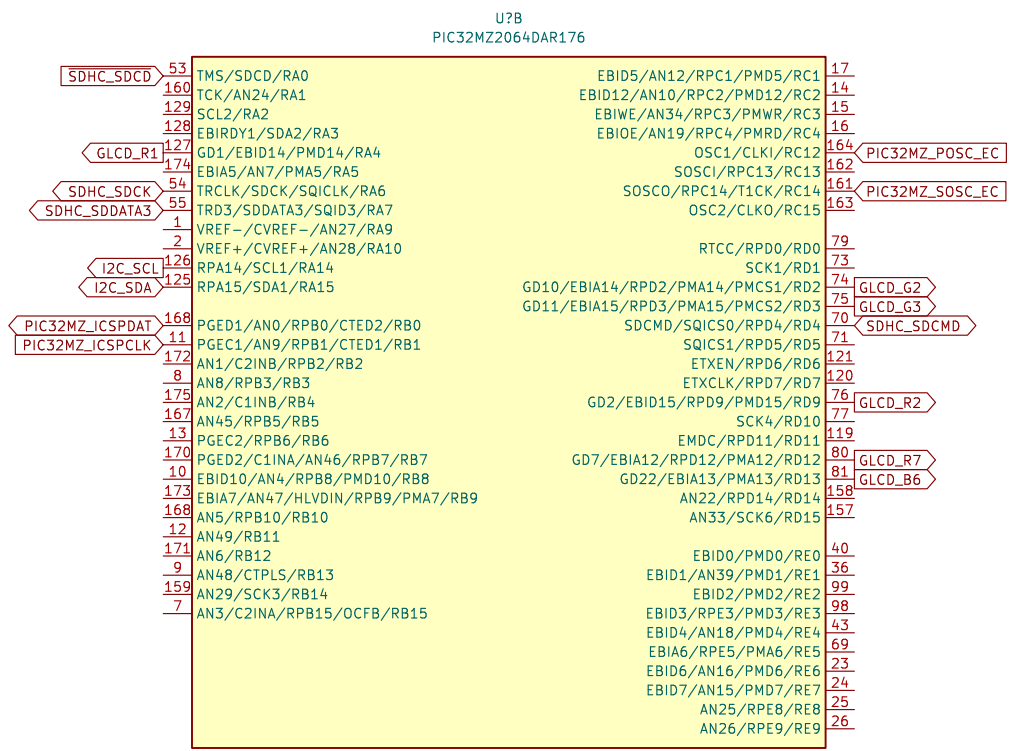 U?B
PIC32MZ2064DAR176
SDHC_SDCD 53 TMS/SDCD/RA0 EBID5/AN12/RPC1/PMD5/RC1 17
160 TCK/AN24/RA1 EBID12/AN10/RPC2/PMD12/RC2 14
129 SCL2/RA2 EBIWE/AN34/RPC3/PMWR/RC3 15
128 EBIRDY1/SDA2/RA3 EBIOE/AN19/RPC4/PMRD/RC4 16
GLCD_R1 127 GD1/EBID14/PMD14/RA4 OSC1/CLKI/RC12 164 PIC32MZ_POSC_EC
174 EBIA5/AN7/PMA5/RA5 SOSCI/RPC13/RC13 162
SDHC_SDCK 54 TRCLK/SDCK/SQICLK/RA6 SOSCO/RPC14/T1CK/RC14 161 PIC32MZ_SOSC_EC
SDHC_SDDATA3 55 TRD3/SDDATA3/SQID3/RA7 OSC2/CLKO/RC15 163
1 VREF-/CVREF-/AN27/RA9
2 VREF+/CVREF+/AN28/RA10 RTCC/RPD0/RD0 79
I2C_SCL 126 RPA14/SCL1/RA14 SCK1/RD1 73
I2C_SDA 125 RPA15/SDA1/RA15 GD10/EBIA14/RPD2/PMA14/PMCS1/RD2 74 GLCD_G2
GD11/EBIA15/RPD3/PMA15/PMCS2/RD3 75 GLCD_G3
PIC32MZ_ICSPDAT 168 PGED1/AN0/RPB0/CTED2/RB0 SDCMD/SQICS0/RPD4/RD4 70 SDHC_SDCMD
PIC32MZ_ICSPCLK 11 PGEC1/AN9/RPB1/CTED1/RB1 SQICS1/RPD5/RD5 71
172 AN1/C2INB/RPB2/RB2 ETXEN/RPD6/RD6 121
8 AN8/RPB3/RB3 ETXCLK/RPD7/RD7 120
175 AN2/C1INB/RB4 GD2/EBID15/RPD9/PMD15/RD9 76 GLCD_R2
167 AN45/RPB5/RB5 SCK4/RD10 77
13 PGEC2/RPB6/RB6 EMDC/RPD11/RD11 119
170 PGED2/C1INA/AN46/RPB7/RB7 GD7/EBIA12/RPD12/PMA12/RD12 80 GLCD_R7
10 EBID10/AN4/RPB8/PMD10/RB8 GD22/EBIA13/PMA13/RD13 81 GLCD_B6
173 EBIA7/AN47/HLVDIN/RPB9/PMA7/RB9 AN22/RPD14/RD14 158
168 AN5/RPB10/RB10 AN33/SCK6/RD15 157
12 AN49/RB11
171 AN6/RB12 EBID0/PMD0/RE0 40
9 AN48/CTPLS/RB13 EBID1/AN39/PMD1/RE1 36
159 AN29/SCK3/RB14 EBID2/PMD2/RE2 99
7 AN3/C2INA/RPB15/OCFB/RB15 EBID3/RPE3/PMD3/RE3 98
EBID4/AN18/PMD4/RE4 43
EBIA6/RPE5/PMA6/RE5 69
EBID6/AN16/PMD6/RE6 23
EBID7/AN15/PMD7/RE7 24
AN25/RPE8/RE8 25
AN26/RPE9/RE9 26